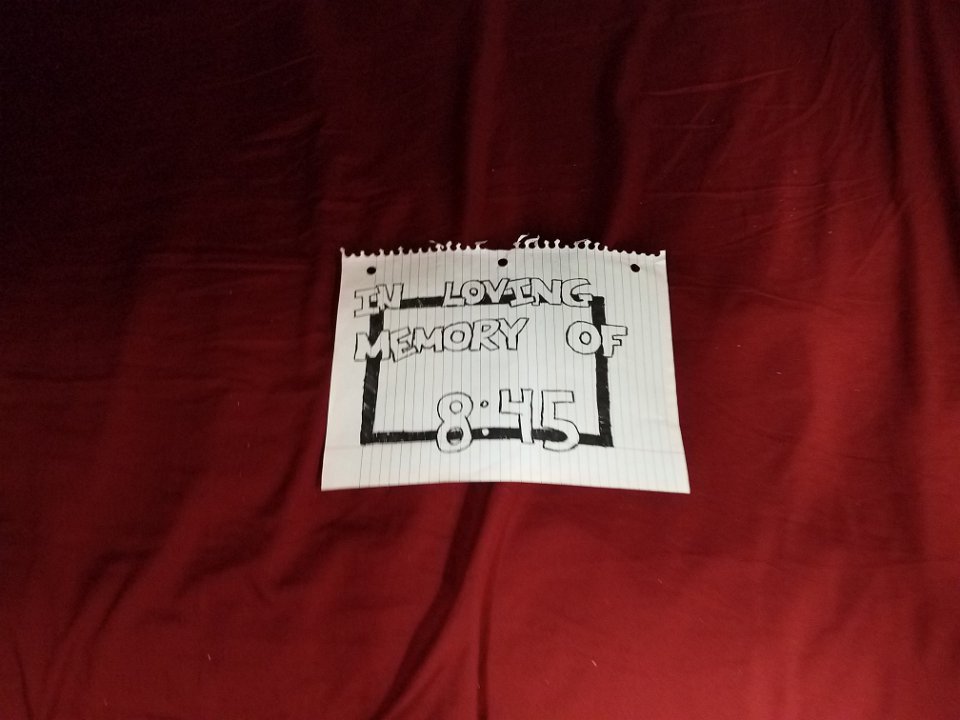 IN LOVING
MEMORY OF
8:45